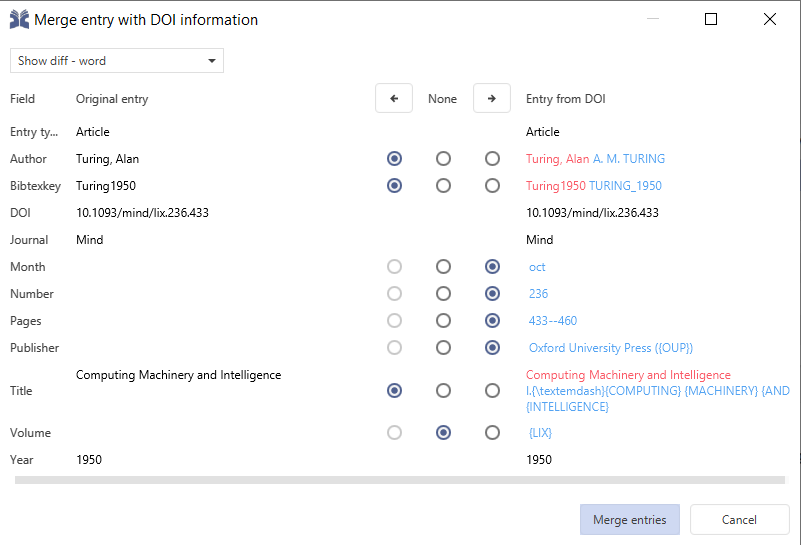 Merge entry with DOI information
Show diff - word
Field Original entry None Entry from DOI
Entry ty... Article Article
Author Turing, Alan Turing, Alan A. M. TURING
Bibtexkey Turing1950 Turing1950 TURING_1950
DOI 10.1093/mind/lix.236.433 10.1093/mind/lix.236.433
Journal Mind Mind
Month oct
Number 236
Pages 433--460
Publisher Oxford University Press ({OUP})
Title Computing Machinery and Intelligence Computing Machinery and Intelligence
I.{\textemdash}{COMPUTING} {MACHINERY} {AND
{INTELLIGENCE}
Volume {LIX}
Year 1950 1950
Merge entries Cancel